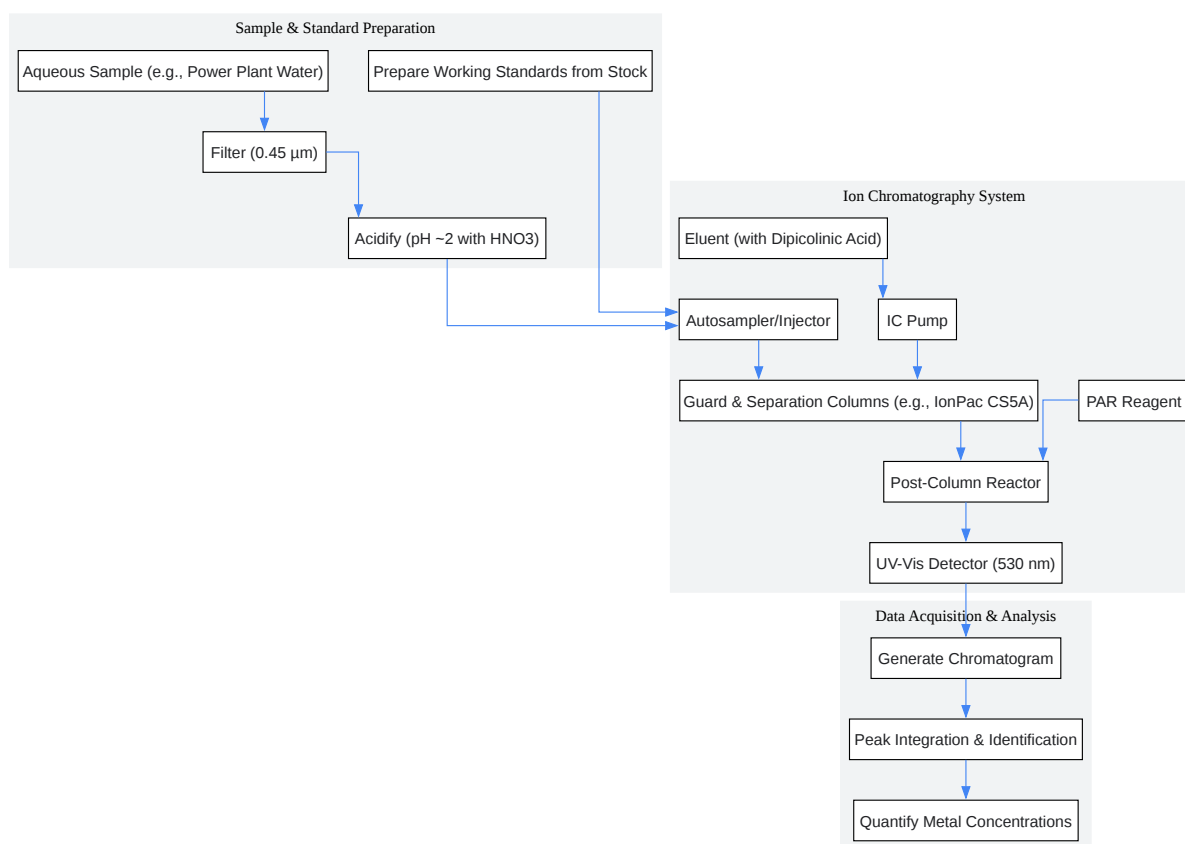 Sample & Standard Preparation
Aqueous Sample (e.g., Power Plant Water)
Prepare Working Standards from Stock
Filter (0.45 µm)
Acidify (pH ~2 with HNO3)
Ion Chromatography System
Eluent (with Dipicolinic Acid)
Autosampler/Injector
IC Pump
Guard & Separation Columns (e.g., IonPac CS5A)
PAR Reagent
Post-Column Reactor
UV-Vis Detector (530 nm)
Data Acquisition & Analysis
Generate Chromatogram
Peak Integration & Identification
Quantify Metal Concentrations